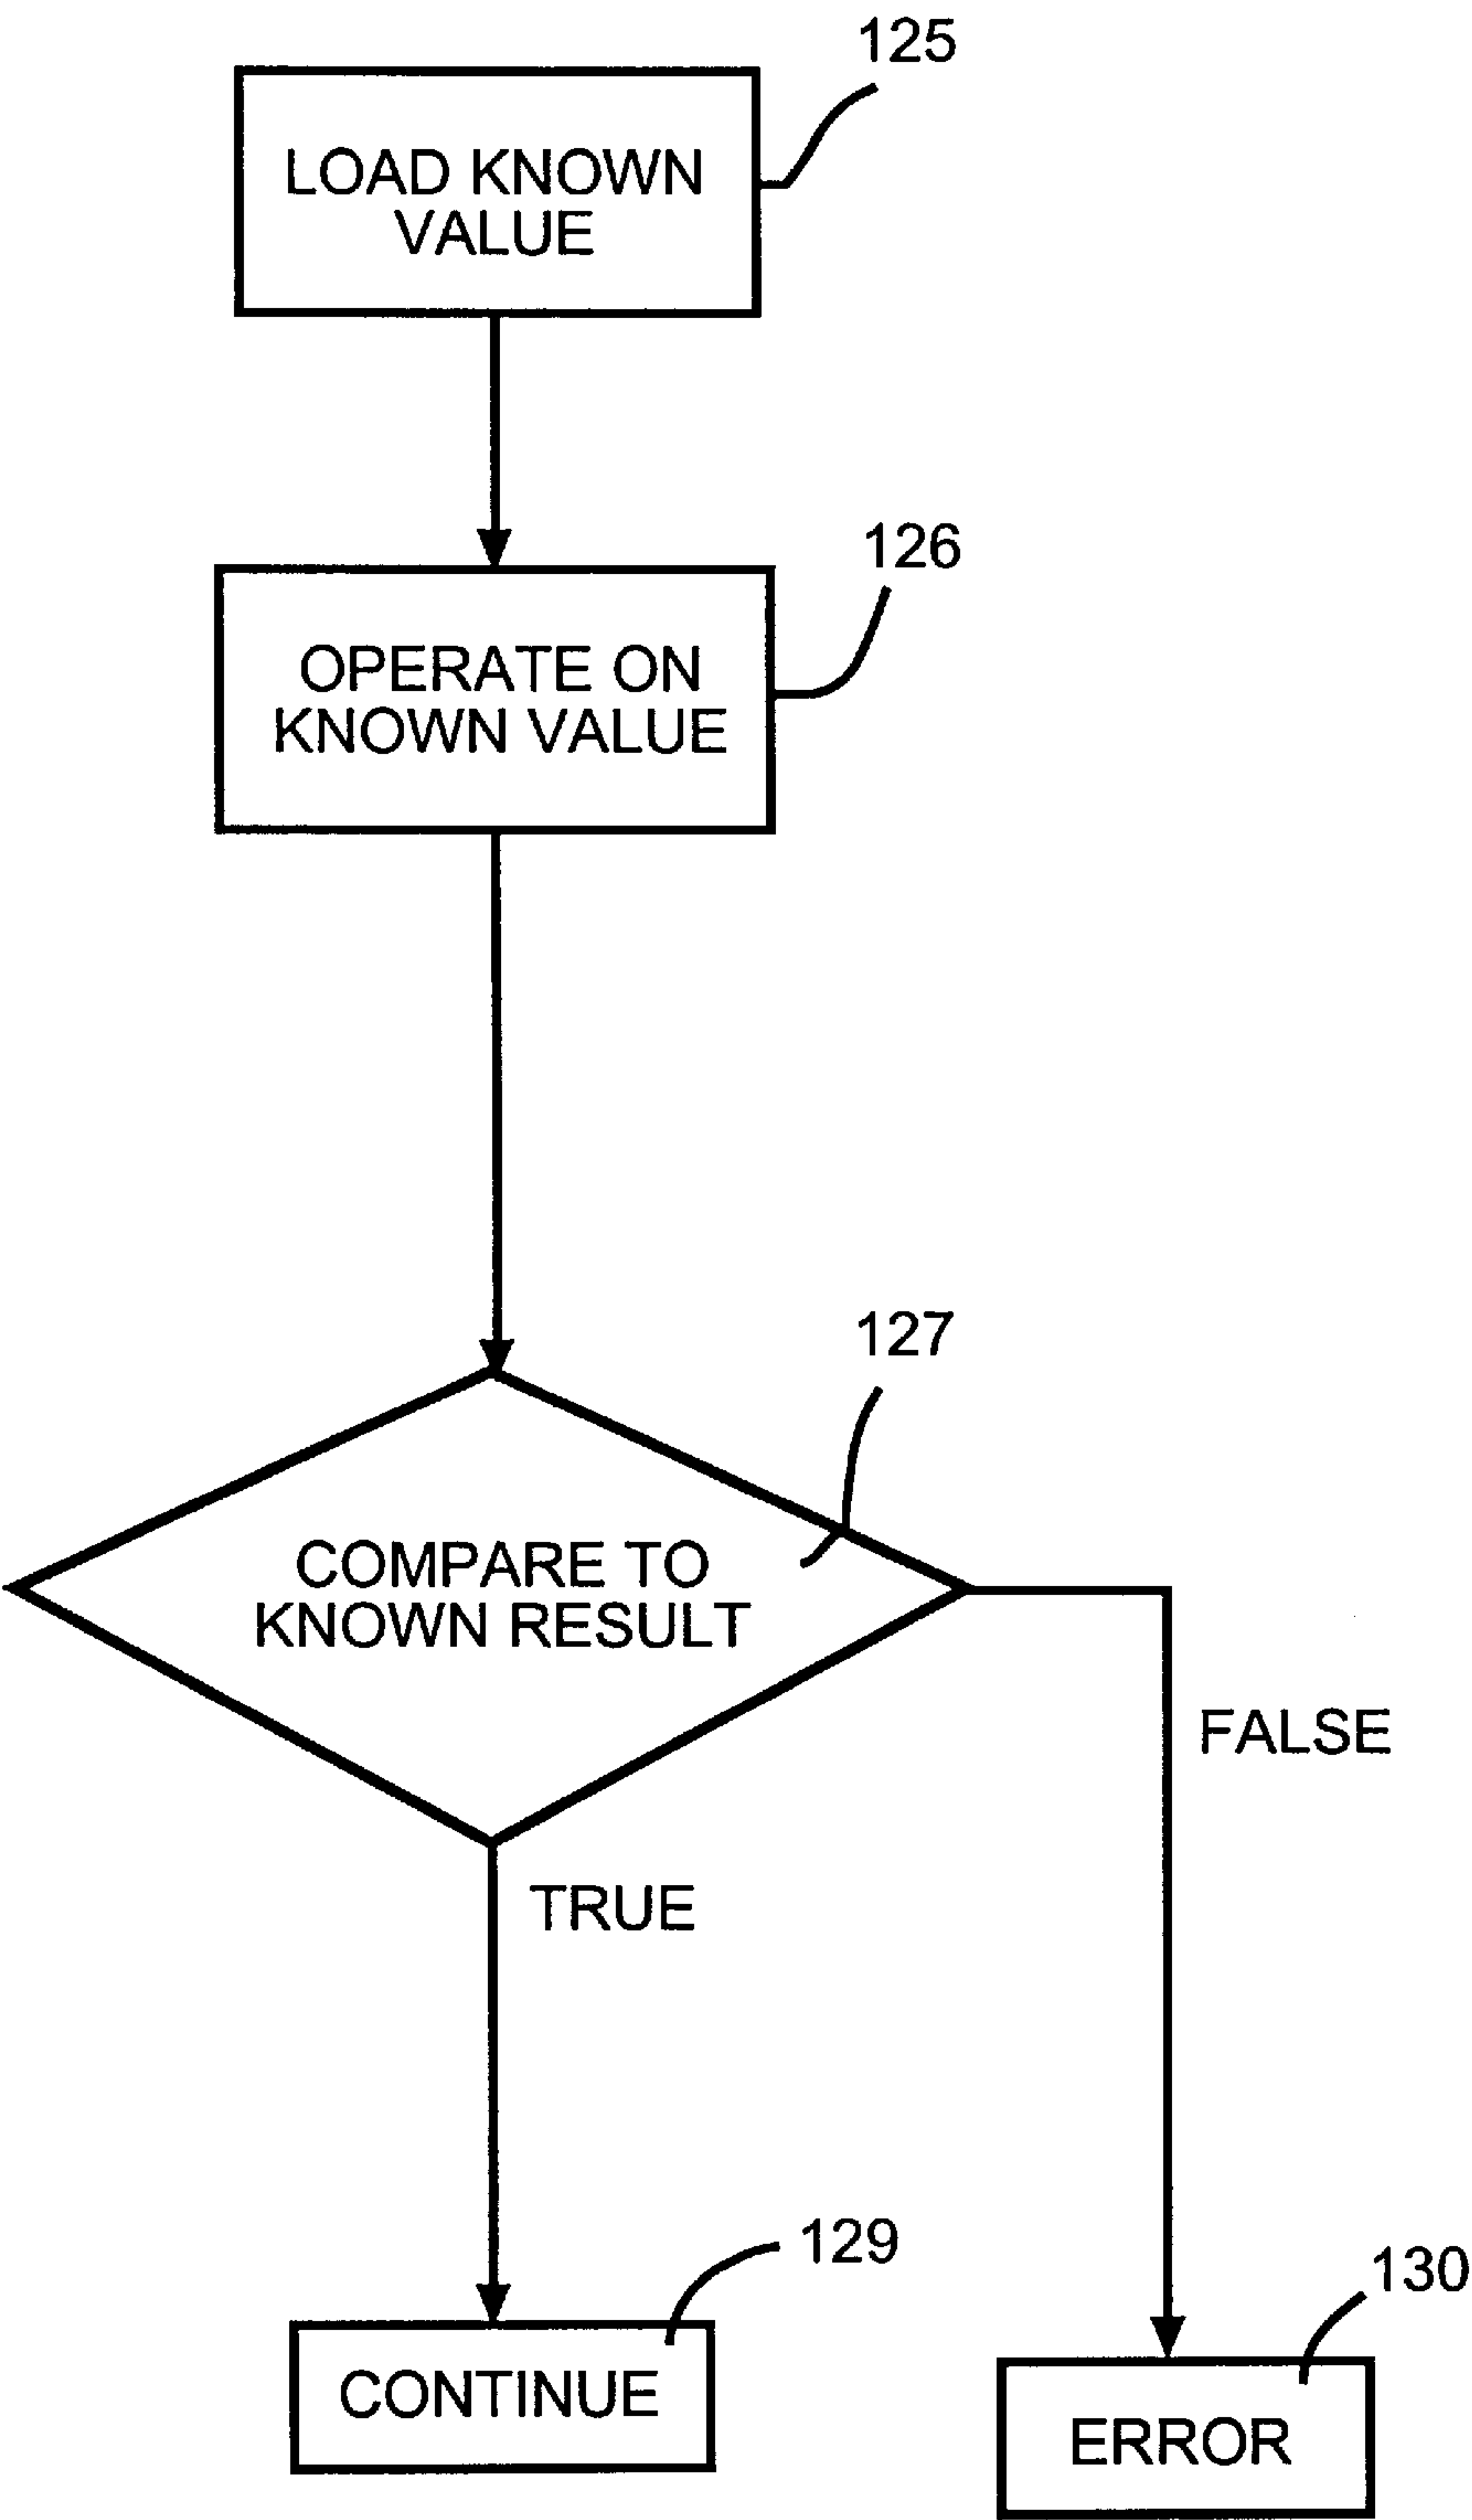 125
LOAD KNOWN
VALUE
126
OPERATE ON
KNOWN VALUE
127
COMPARE TO
KNOWN RESULT
FALSE
TRUE
129
130
CONTINUE
ERROR